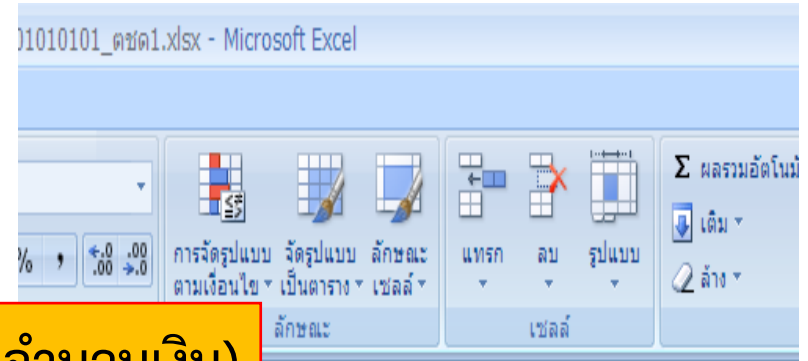 01010101_ตชด1.xlsx - Microsoft Excel
Σ ผลรวมอัตโนมั
เติม
ล้าง
% , .0 .00 .00 .0
การจัดรูปแบบ จัดรูปแบบ ลักษณะ แทรก ลบ รูปแบบ
ตามเงื่อนไข เป็นตาราง เซลล์
ลักษณะ เซลล์
จำนวนเงิน)